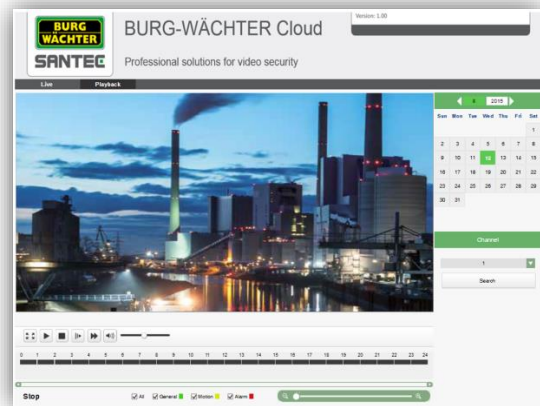 BURG
WÄCHTER
SANTEC
BURG-WÄCHTER Cloud
Professional solutions for video security
Version: 1.00
Live Playback
8 2015
Sun Mon Tue Wed Thu Fri Sat
1
2 3 4 5 6 7 8
9 10 11 12 13 14 15
16 17 18 19 20 21 22
23 24 25 26 27 28 29
30 31
Channel
1
Search
0 1 2 3 4 5 6 7 8 9 10 11 12 13 14 15 16 17 18 19 20 21 22 23 24
Stop All General Motion Alarm